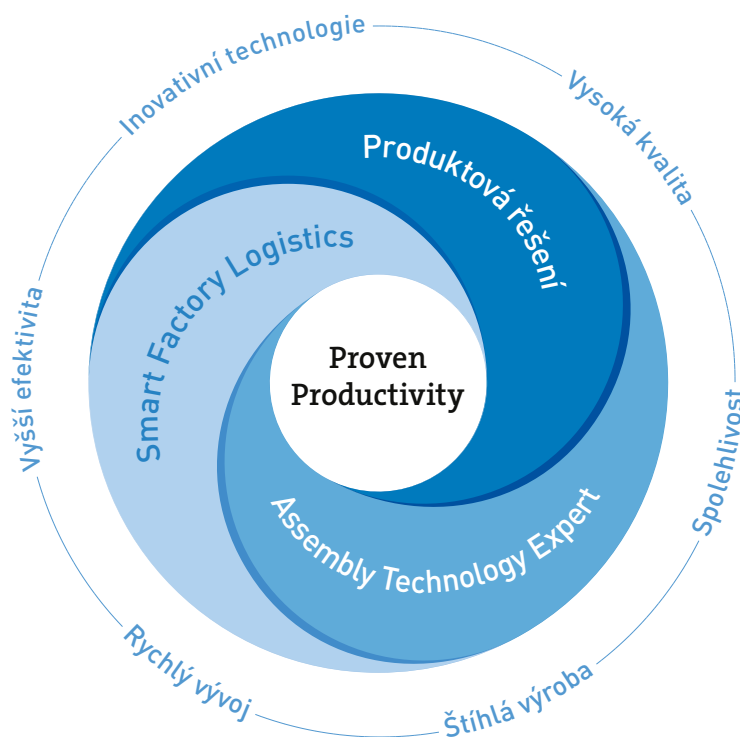 Inovativní technologie
Vysoká kvalita
Produktová řešení
Smart Factory Logistics
Proven
Productivity
Vyšší efektivita
Spolehlivost
Assembly Technology Expert
Rychlý vývoj
Štíhlá výroba